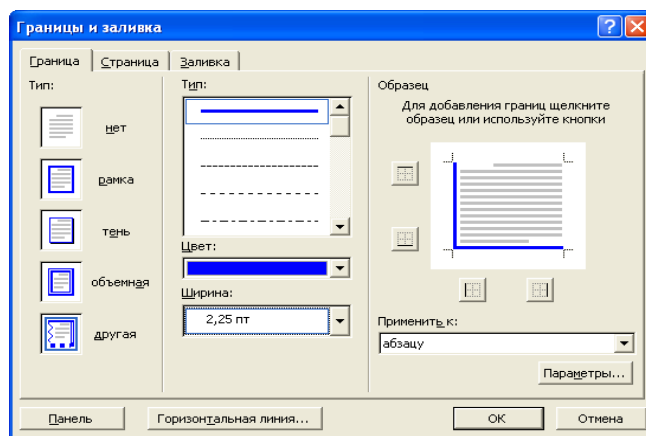 Границы и заливка
Граница
Страница
Заливка
Тип:
нет
рамка
тень
объемная
другая
Тип:
Цвет:
Ширина:
2,25 пт
Образец
Для добавления границ щелкните
образец или используйте кнопки
Применить к:
абзацу
Параметры...
Панель
Горизонтальная линия...
ОК
Отмена